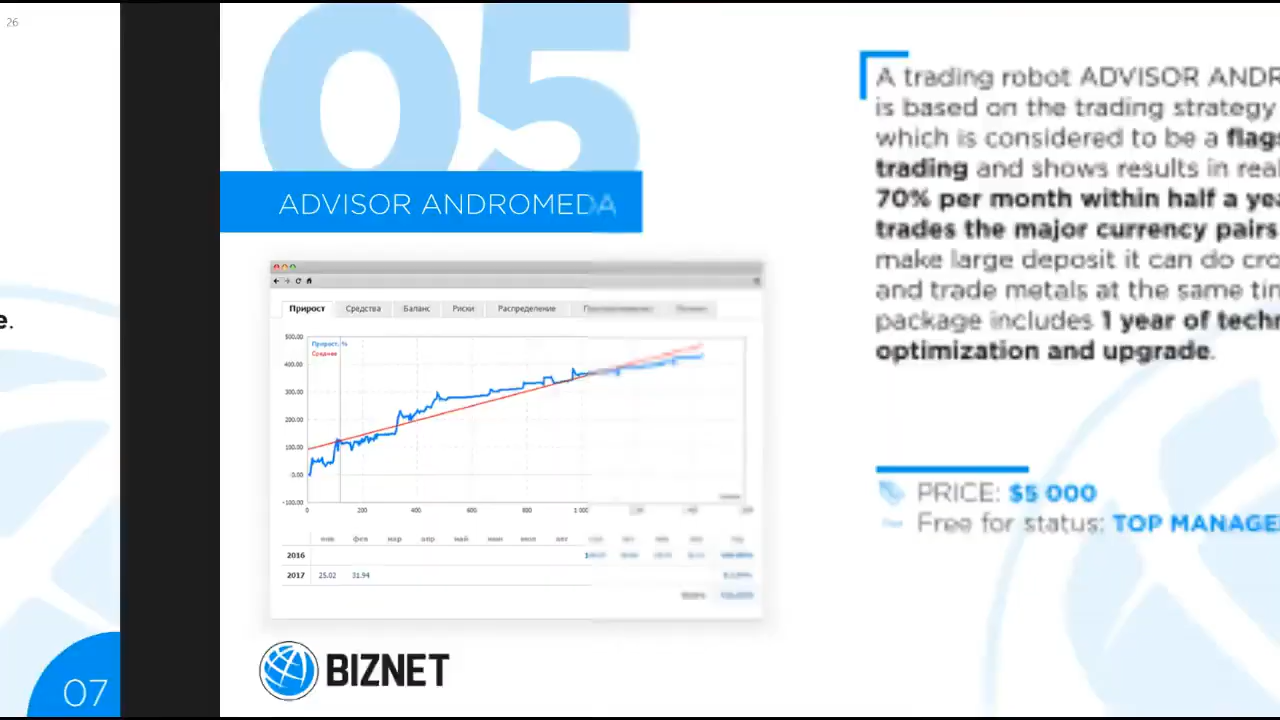 26
e.
07
05
ADVISOR ANDROMEDA
Прирост Средства Баланс Риски Распределение
500.00
400.00
300.00
200.00
100.00
-0.00
-100.00
Прирост, %
Среднее
0 200 400 600 800 1 000
янв фев мар апр май июн июл авг
2016
2017 25.02 31.94
BIZNET
A trading robot ADVISOR ANDR
is based on the trading strategy
which is considered to be a flags
trading and shows results in real
70% per month within half a yea
trades the major currency pairs
make large deposit it can do cro
and trade metals at the same tim
package includes 1 year of techn
optimization and upgrade.
PRICE: $5 000
Free for status: TOP MANAGE